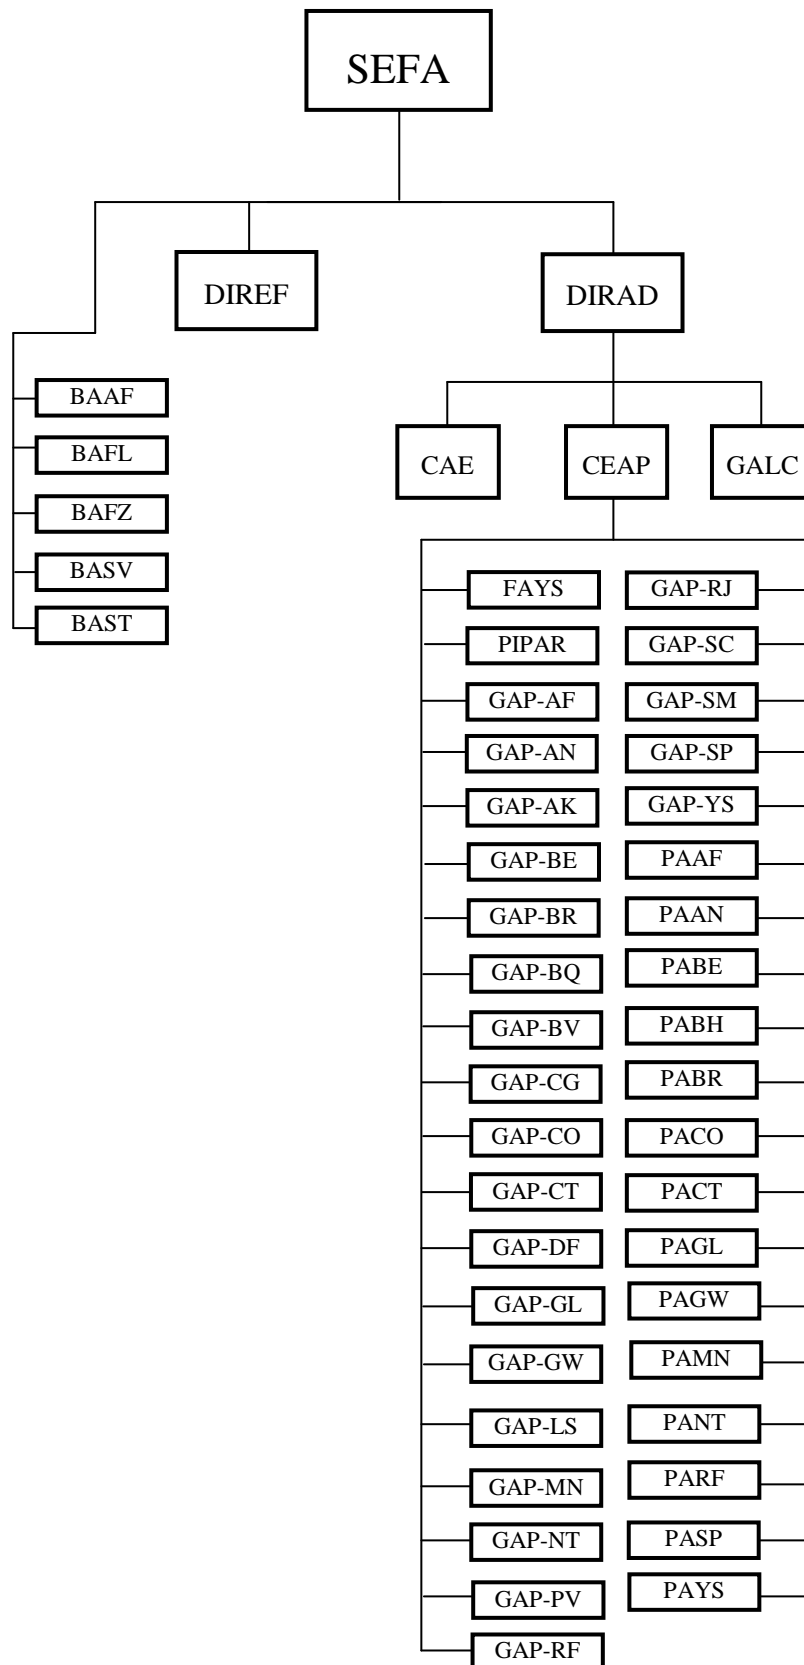 SEFA
DIREF
DIRAD
BAAF
BAFL
BAFZ
BASV
BAST
CAE
CEAP
GALC
FAYS
PIPAR
GAP-AF
GAP-AN
GAP-AK
GAP-BE
GAP-BR
GAP-BQ
GAP-BV
GAP-CG
GAP-CO
GAP-CT
GAP-DF
GAP-GL
GAP-GW
GAP-LS
GAP-MN
GAP-NT
GAP-PV
GAP-RF
GAP-RJ
GAP-SC
GAP-SM
GAP-SP
GAP-YS
PAAF
PAAN
PABE
PABH
PABR
PACO
PACT
PAGL
PAGW
PAMN
PANT
PARF
PASP
PAYS